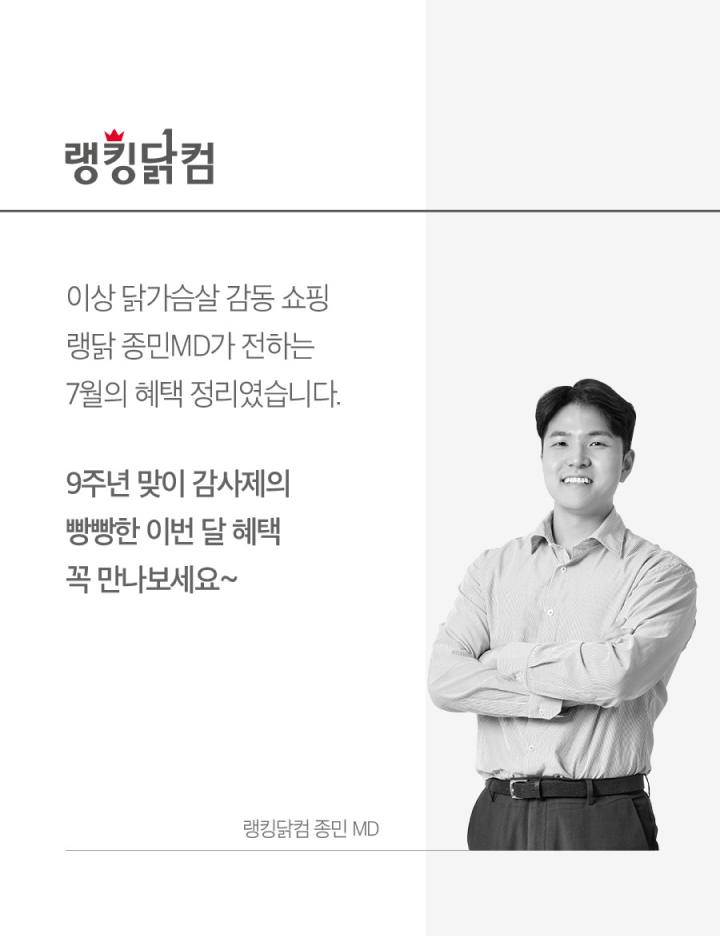 랭킹닭컴
이상 닭가슴살 감동 쇼핑
랭닭 종민MD가 전하는
7월의 혜택 정리였습니다.
9주년 맞이 감사제의
빵빵한 이번 달 혜택
꼭 만나보세요~
랭킹닭컴 종민 MD